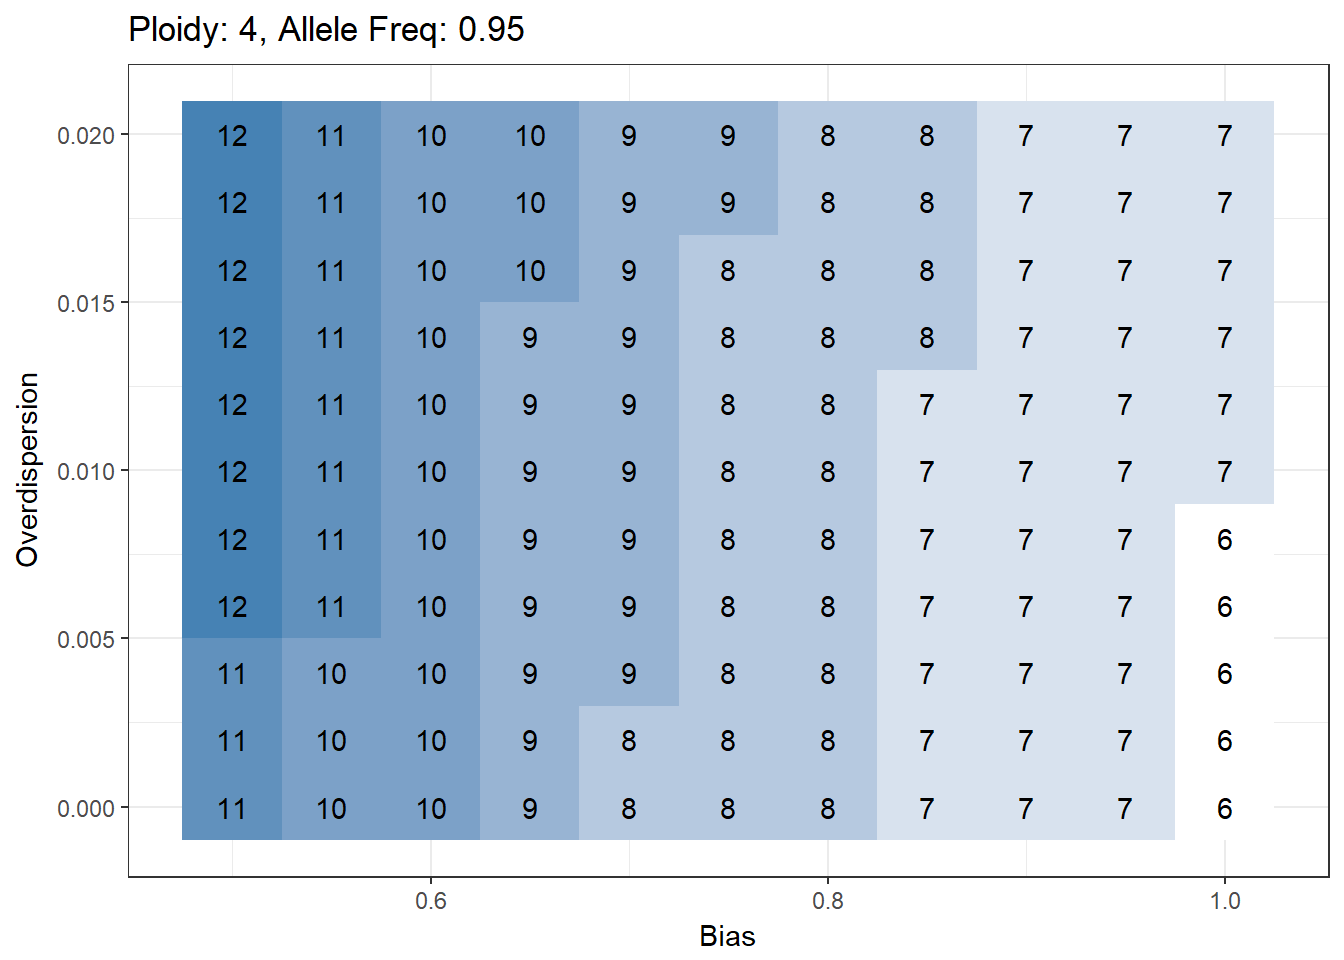 Ploidy: 4, Allele Freq: 0.95
0.020 12 11 10 10 9 9 8 8 7 7 7
12 11 10 10 9 9 8 8 7 7 7
12 11 10 10 9 8 8 8 7 7 7
0.015
12 11 10 9 9 8 8 8 7 7 7
12 11 10 9 9 8 8 7 7 7 7
0.010 12 11 10 9 9 8 8 7 7 7 7
12 11 10 9 9 8 8 7 7 7 6
12 11 10 9 9 8 8 7 7 7 6
0.005
11 10 10 9 9 8 8 7 7 7 6
11 10 10 9 8 8 8 7 7 7 6
0.000 11 10 10 9 8 8 8 7 7 7 6
Overdispersion
0.6 0.8 1.0
Bias